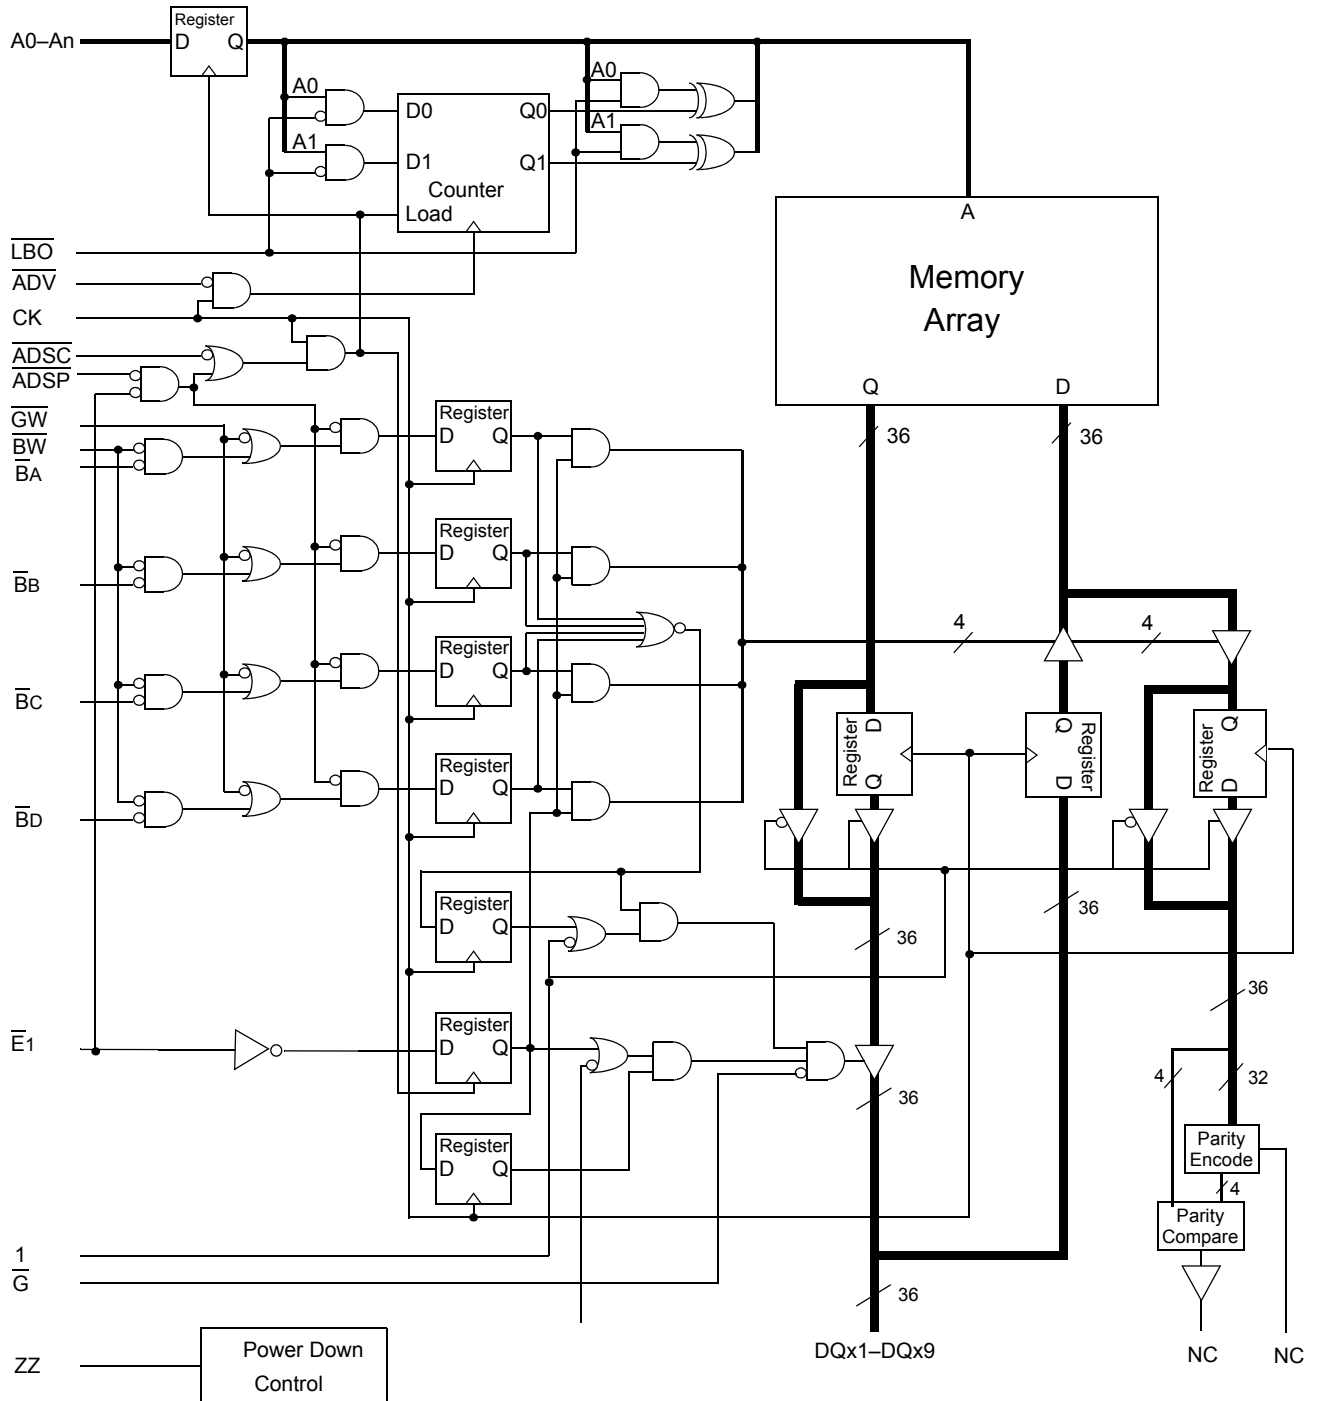 Register
A0–An
D Q
A0
A0
D0 Q0
A1
A1
D1 Q1
Counter
Load
A
LBO
ADV
Memory
Array
CK
ADSC
ADSP
Q D
GW
BW
BA
Register
D Q
36
36
Register
D Q
BB
4
4
Register
D Q
BC
Register
D
Q
Register
Q
D
Register
Q
D
Register
D Q
BD
Register
D Q
36
36
36
Register
D Q
E1
4
32
36
Register
D Q
Parity
Encode
4
Parity
Compare
1
G
36
ZZ
Power Down
Control
DQx1–DQx9
NC
NC